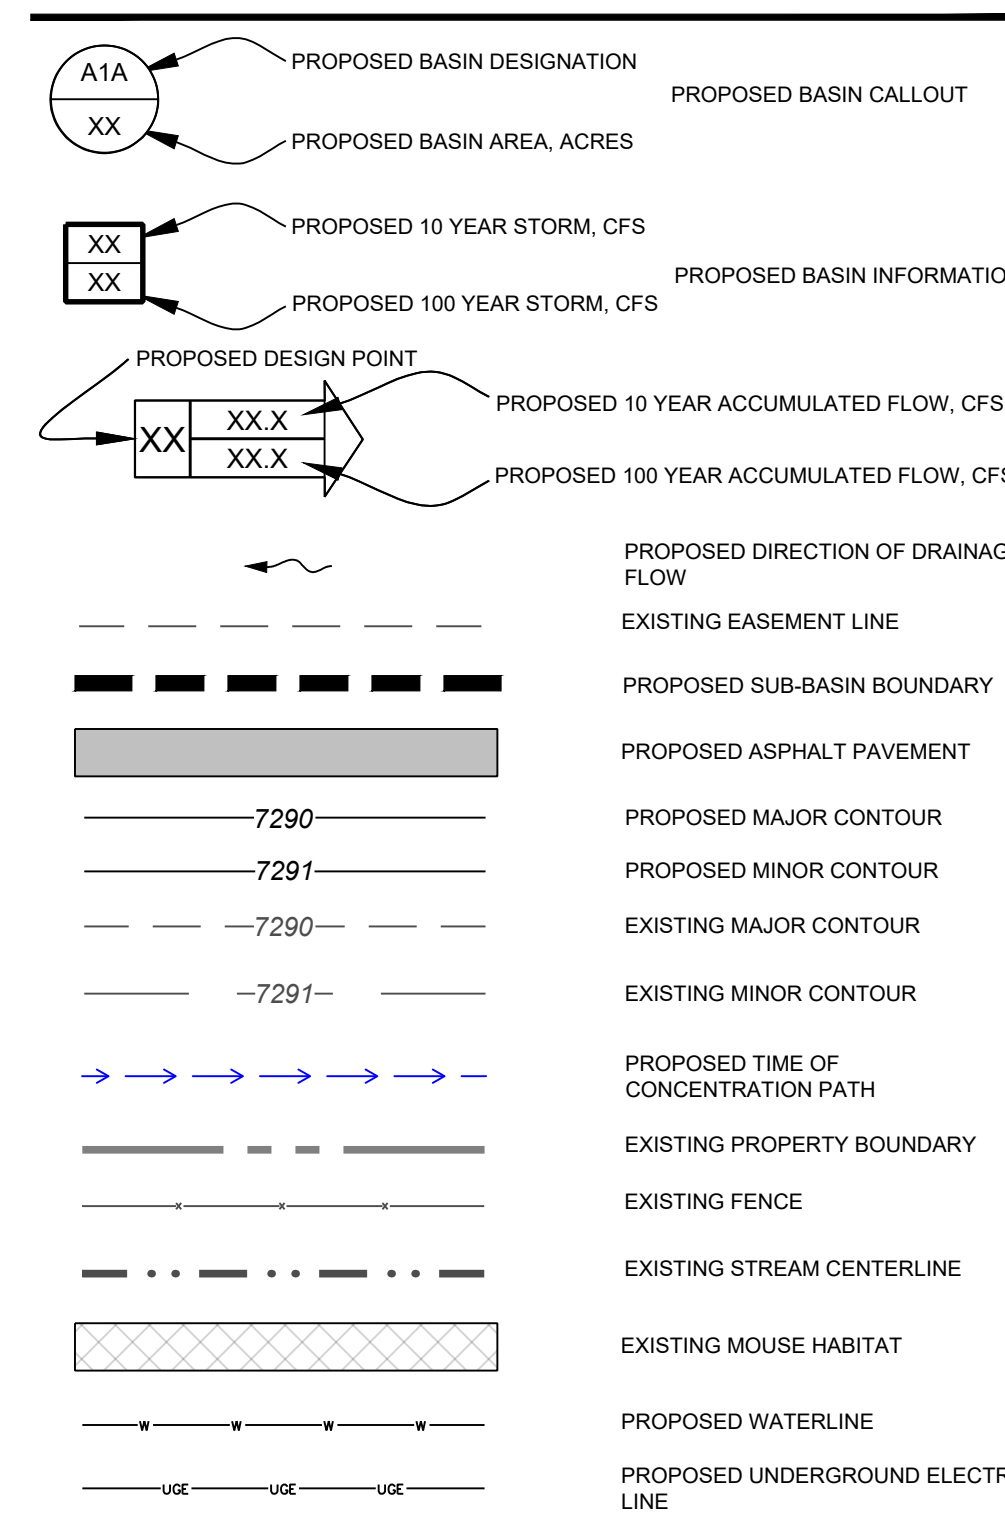 A1A
XX
PROPOSED BASIN DESIGNATION
PROPOSED BASIN CALLOUT
PROPOSED BASIN AREA, ACRES
XX
XX
PROPOSED 10 YEAR STORM, CFS
PROPOSED BASIN INFORMATIO
PROPOSED 100 YEAR STORM, CFS
PROPOSED DESIGN POINT
XX
XX.X
XX.X
PROPOSED 10 YEAR ACCUMULATED FLOW, CFS
PROPOSED 100 YEAR ACCUMULATED FLOW, CFS
PROPOSED DIRECTION OF DRAINAG
FLOW
EXISTING EASEMENT LINE
PROPOSED SUB-BASIN BOUNDARY
PROPOSED ASPHALT PAVEMENT
7290
PROPOSED MAJOR CONTOUR
7291
PROPOSED MINOR CONTOUR
7290
EXISTING MAJOR CONTOUR
7291
EXISTING MINOR CONTOUR
PROPOSED TIME OF
CONCENTRATION PATH
EXISTING PROPERTY BOUNDARY
x x x
EXISTING FENCE
EXISTING STREAM CENTERLINE
EXISTING MOUSE HABITAT
W W W W
PROPOSED WATERLINE
UGE UGE UGE
PROPOSED UNDERGROUND ELECTR
LINE